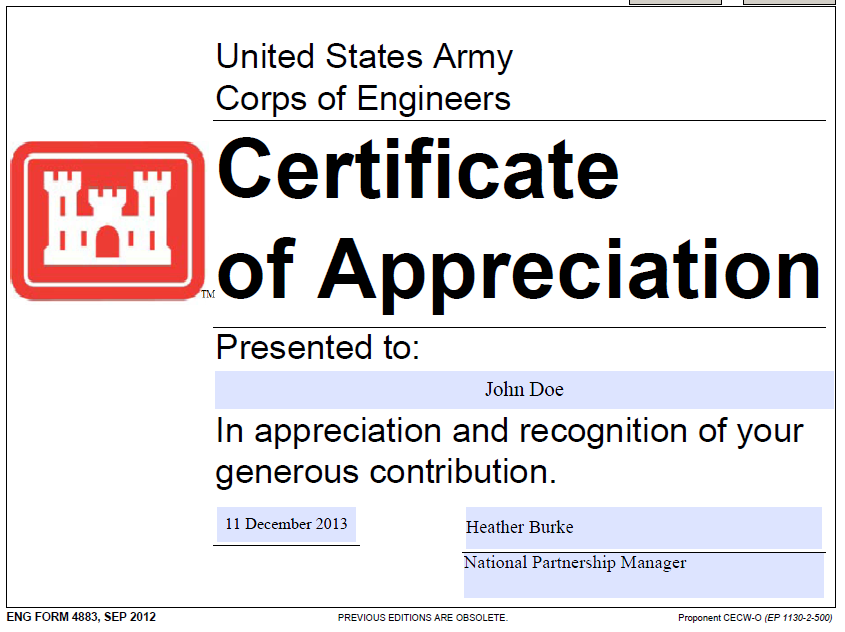 United States Army
Corps of Engineers
Certificate
of Appreciation
TM
Presented to:
John Doe
In appreciation and recognition of your
generous contribution.
11 December 2013
Heather Burke
National Partnership Manager
ENG FORM 4883, SEP 2012
PREVIOUS EDITIONS ARE OBSOLETE.
Proponent CECW-O (EP 1130-2-500)